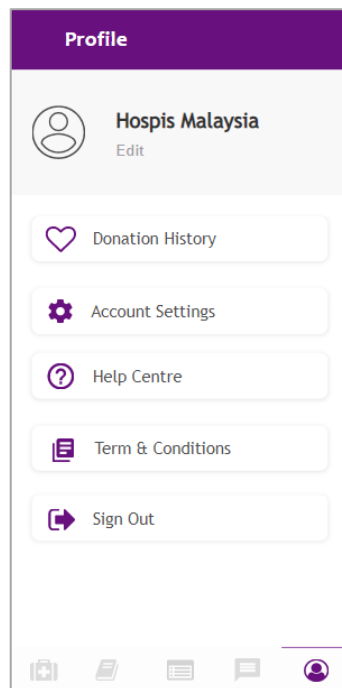 Profile
Hospis Malaysia
Edit
Donation History
Account Settings
Help Centre
Term & Conditions
Sign Out